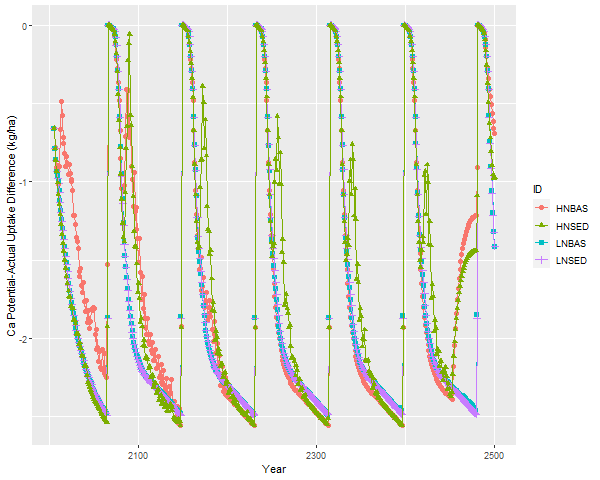 Ca Potential-Actual Uptake Difference (kg/ha)
0
-1
-2
2100
2300
2500
Year
ID
HNBAS
HNSED
LNBAS
LNSED